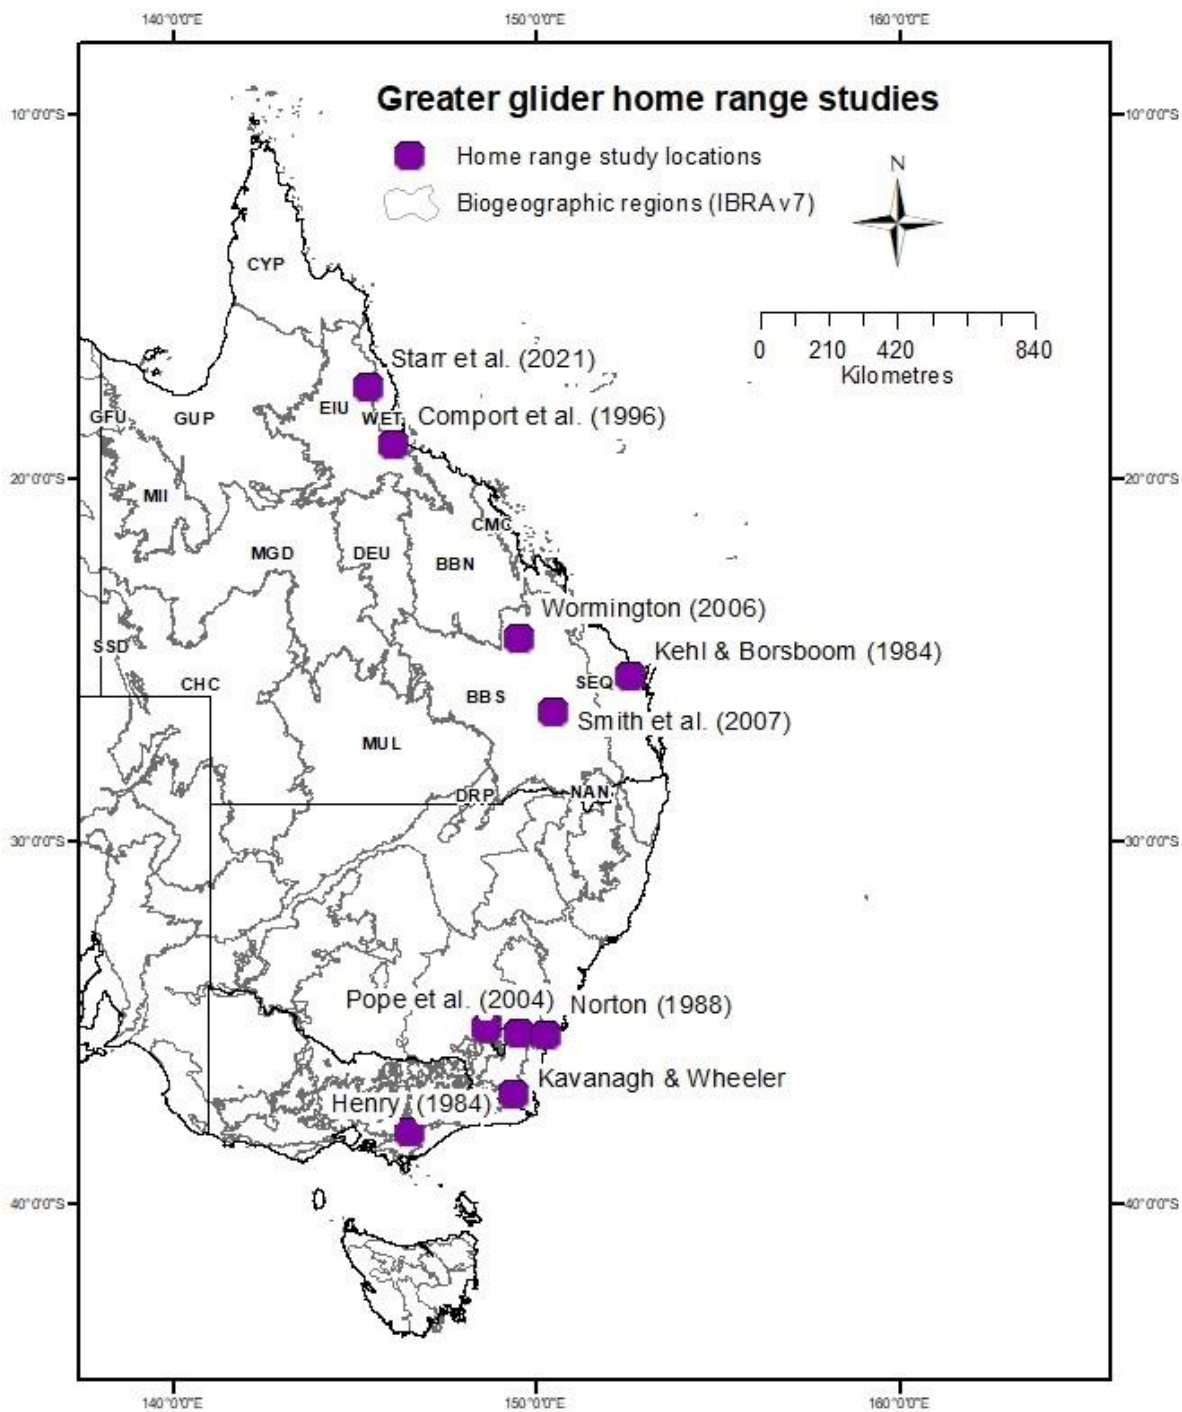 140°0'0"E 150°0'0"E 160°0'0"E
Greater glider home range studies
10°0'0"S 10°0'0"S
Home range study locations
N
Biogeographic regions (IBRA v7)
CYP
0 210 420 840
Kilometres
Starr et al. (2021)
GFU GUP EIU WET Comport et al. (1996)
20°0'0"S 20°0'0"S
MII
CMC
MGD DEU BBN
Wormington (2006)
SSD Kehl & Borsboom (1984)
CHC BBS SEQ
Smith et al. (2007)
MUL
DRP NAN
30°0'0"S 30°0'0"S
Pope et al. (2004) Norton (1988)
Kavanagh & Wheeler
Henry (1984)
40°0'0"S 40°0'0"S
140°0'0"E 150°0'0"E 160°0'0"E